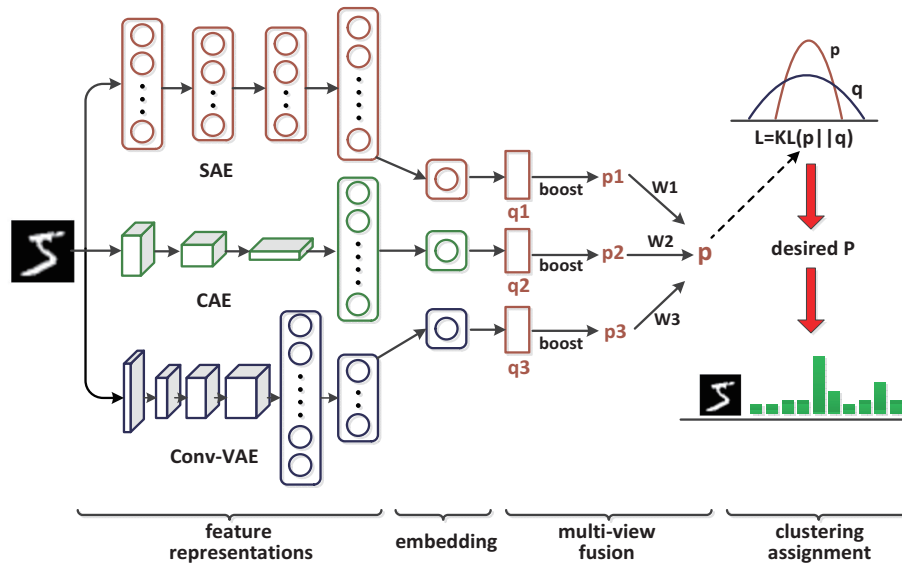 SAE
CAE
Conv-VAE
q1
boost
p1
W1
q2
boost
p2
W2
q3
boost
p3
W3
p
p
q
L=KL(p||q)
desired P
feature
representations
embedding
multi-view
fusion
clustering
assignment